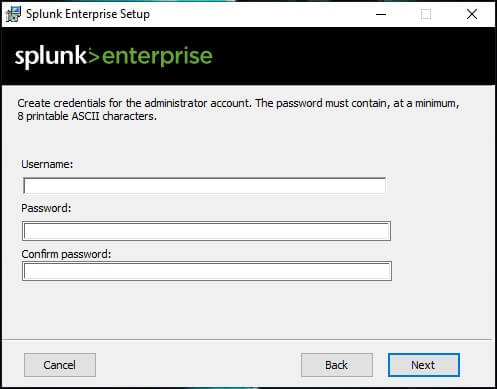 Splunk Enterprise Setup
splunk>enterprise
Create credentials for the administrator account. The password must contain, at a minimum,
8 printable ASCII characters.
Username:
Password:
Confirm password:
Cancel Back Next